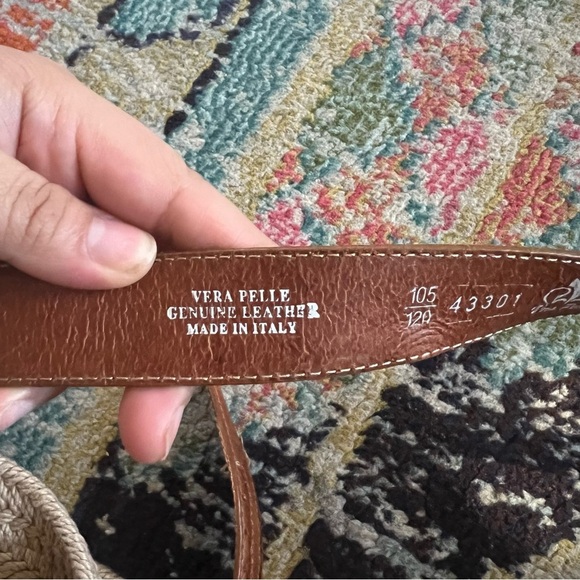 VERA PELLE
GENUINE LEATHER
MADE IN ITALY
105
120
43301